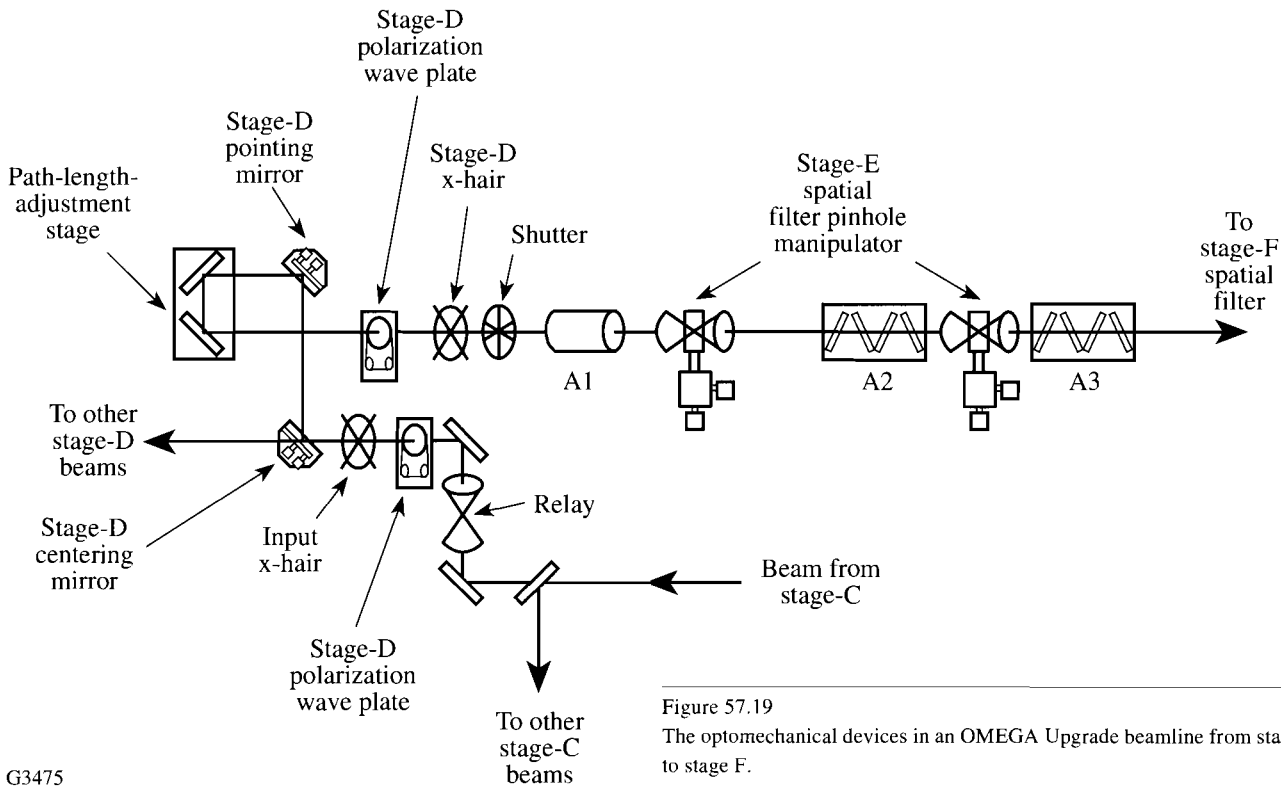 Stage-D
polarization
wave plate
Stage-D
pointing
mirror
Stage-D
x-hair
Stage-E
spatial
filter pinhole
manipulator
Path-length-
adjustment
stage
Shutter
To
stage-F
spatial
filter
A1
A2
A3
To other
stage-D
beams
Stage-D
centering
mirror
Input
x-hair
Relay
Beam from
stage-C
Stage-D
polarization
wave plate
To other
stage-C
beams
Figure 57.19
The optomechanical devices in an OMEGA Upgrade beamline from sta
to stage F.
G3475